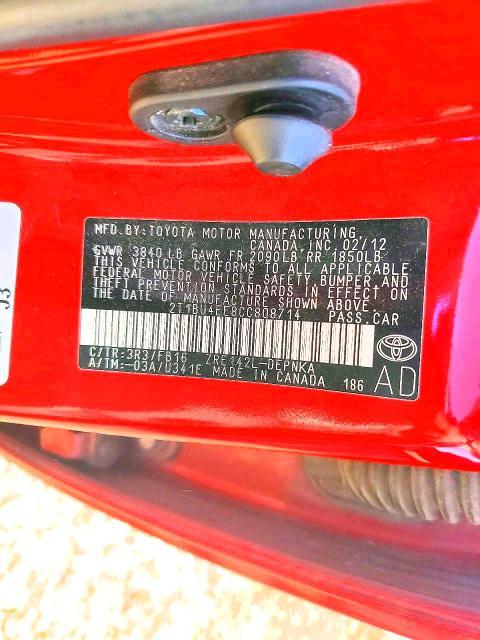 MFD.BY:TOYOTA MOTOR MANUFACTURING
CANADA, INC. 02/12
GVWR 3840LB GAWR FR 2090LB RR 1850LB
THIS VEHICLE CONFORMS TO ALL APPLICABLE
FEDERAL MOTOR VEHICLE SAFETY, BUMPER, AND
THEFT PREVENTION STANDARDS IN EFFECT ON
THE DATE OF MANUFACTURE SHOWN ABOVE.
2T1BU4EE8CC808714 PASS.CAR
C/TR:3R3/FB16 ZRE142L-DEPNKA
A/TM:-03A/U341E MADE IN CANADA 186
TOYOTA
AD